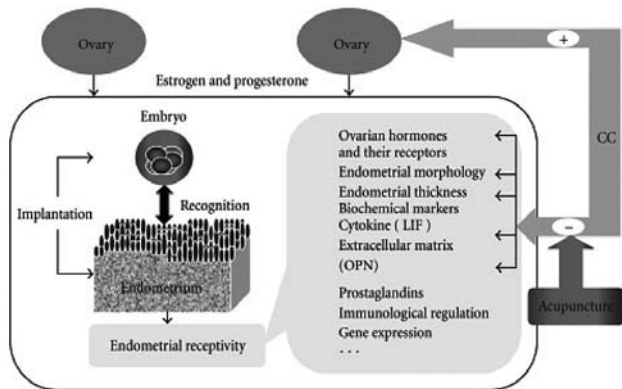 Ovary
Ovary
+
Estrogen and progesterone
CC
Embryo
Recognition
Implantation
Endometrium
Endometrial receptivity
Ovarian hormones
and their receptors
Endometrial morphology
Endometrial thickness
Biochemical markers
Cytokine ( LIF )
Extracellular matrix
(OPN)
Prostaglandins
Immunological regulation
Gene expression
. . .
−
Acupuncture